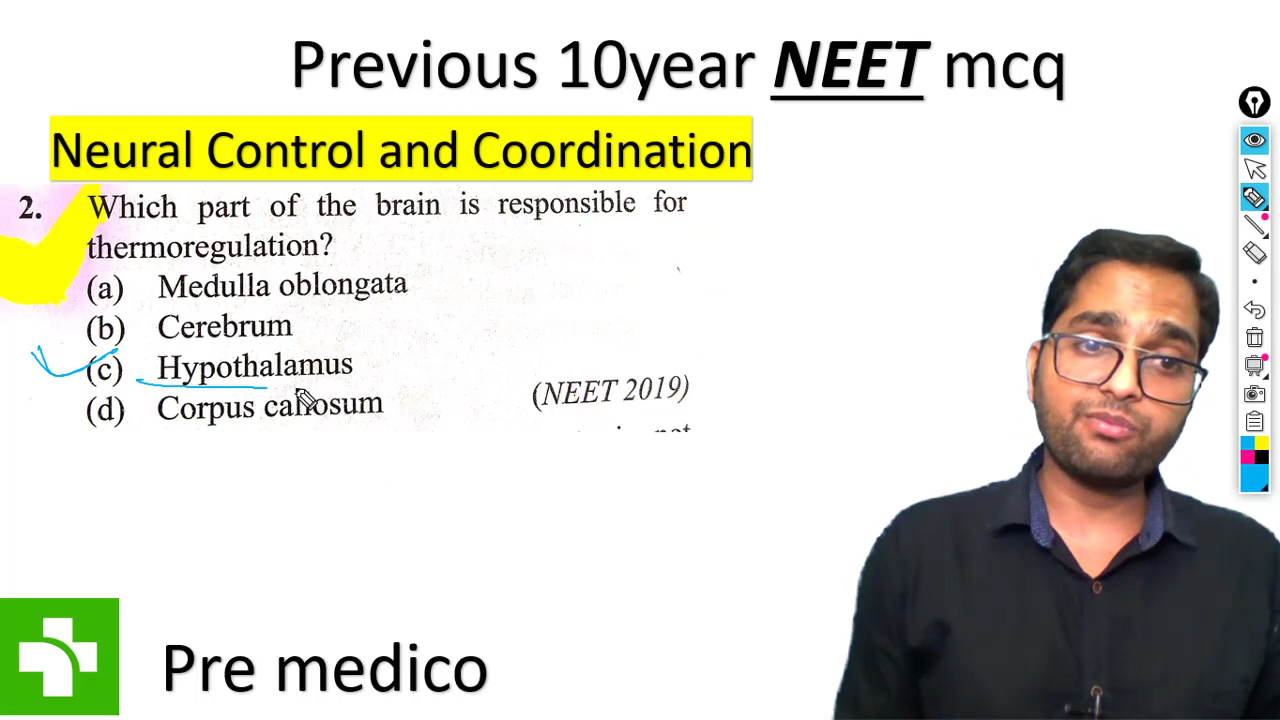 Previous 10year NEET mcq
Neural Control and Coordination
2. Which part of the brain is responsible for
thermoregulation?
(a) Medulla oblongata
(b) Cerebrum
(c) Hypothalamus
(d) Corpus callosum
(NEET 2019)
Pre medico